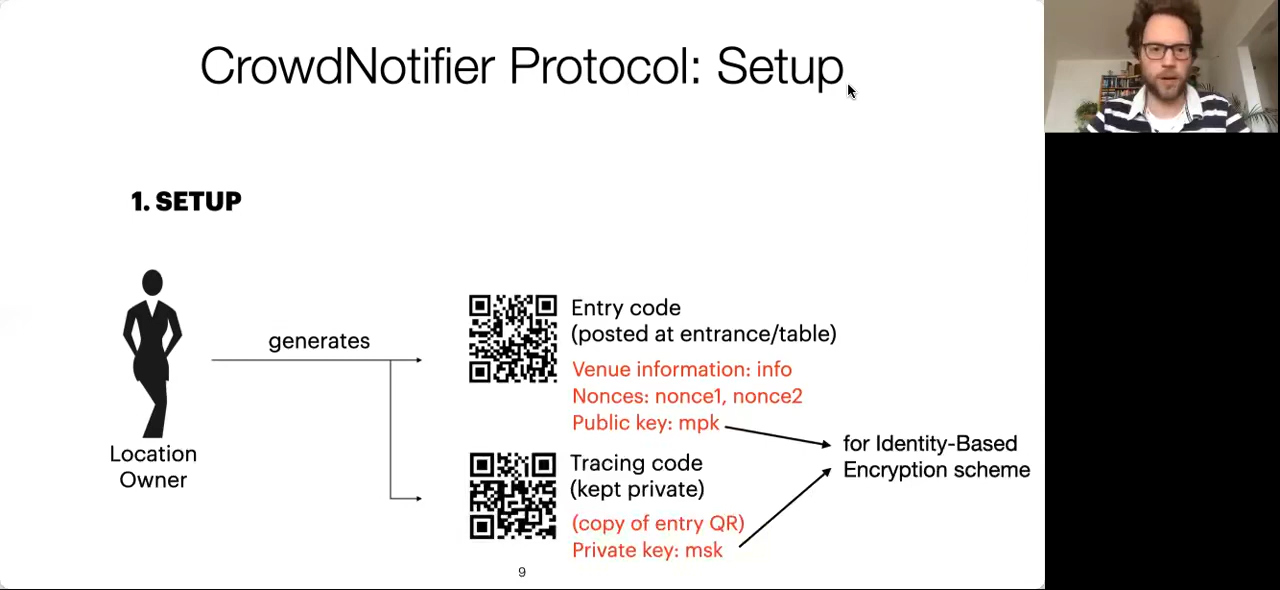 CrowdNotifier Protocol: Setup
1. SETUP
generates
Location
Owner
Entry code
(posted at entrance/table)
Venue information: info
Nonces: nonce1, nonce2
Public key: mpk
for Identity-Based
Encryption scheme
Tracing code
(kept private)
(copy of entry QR)
Private key: msk
9